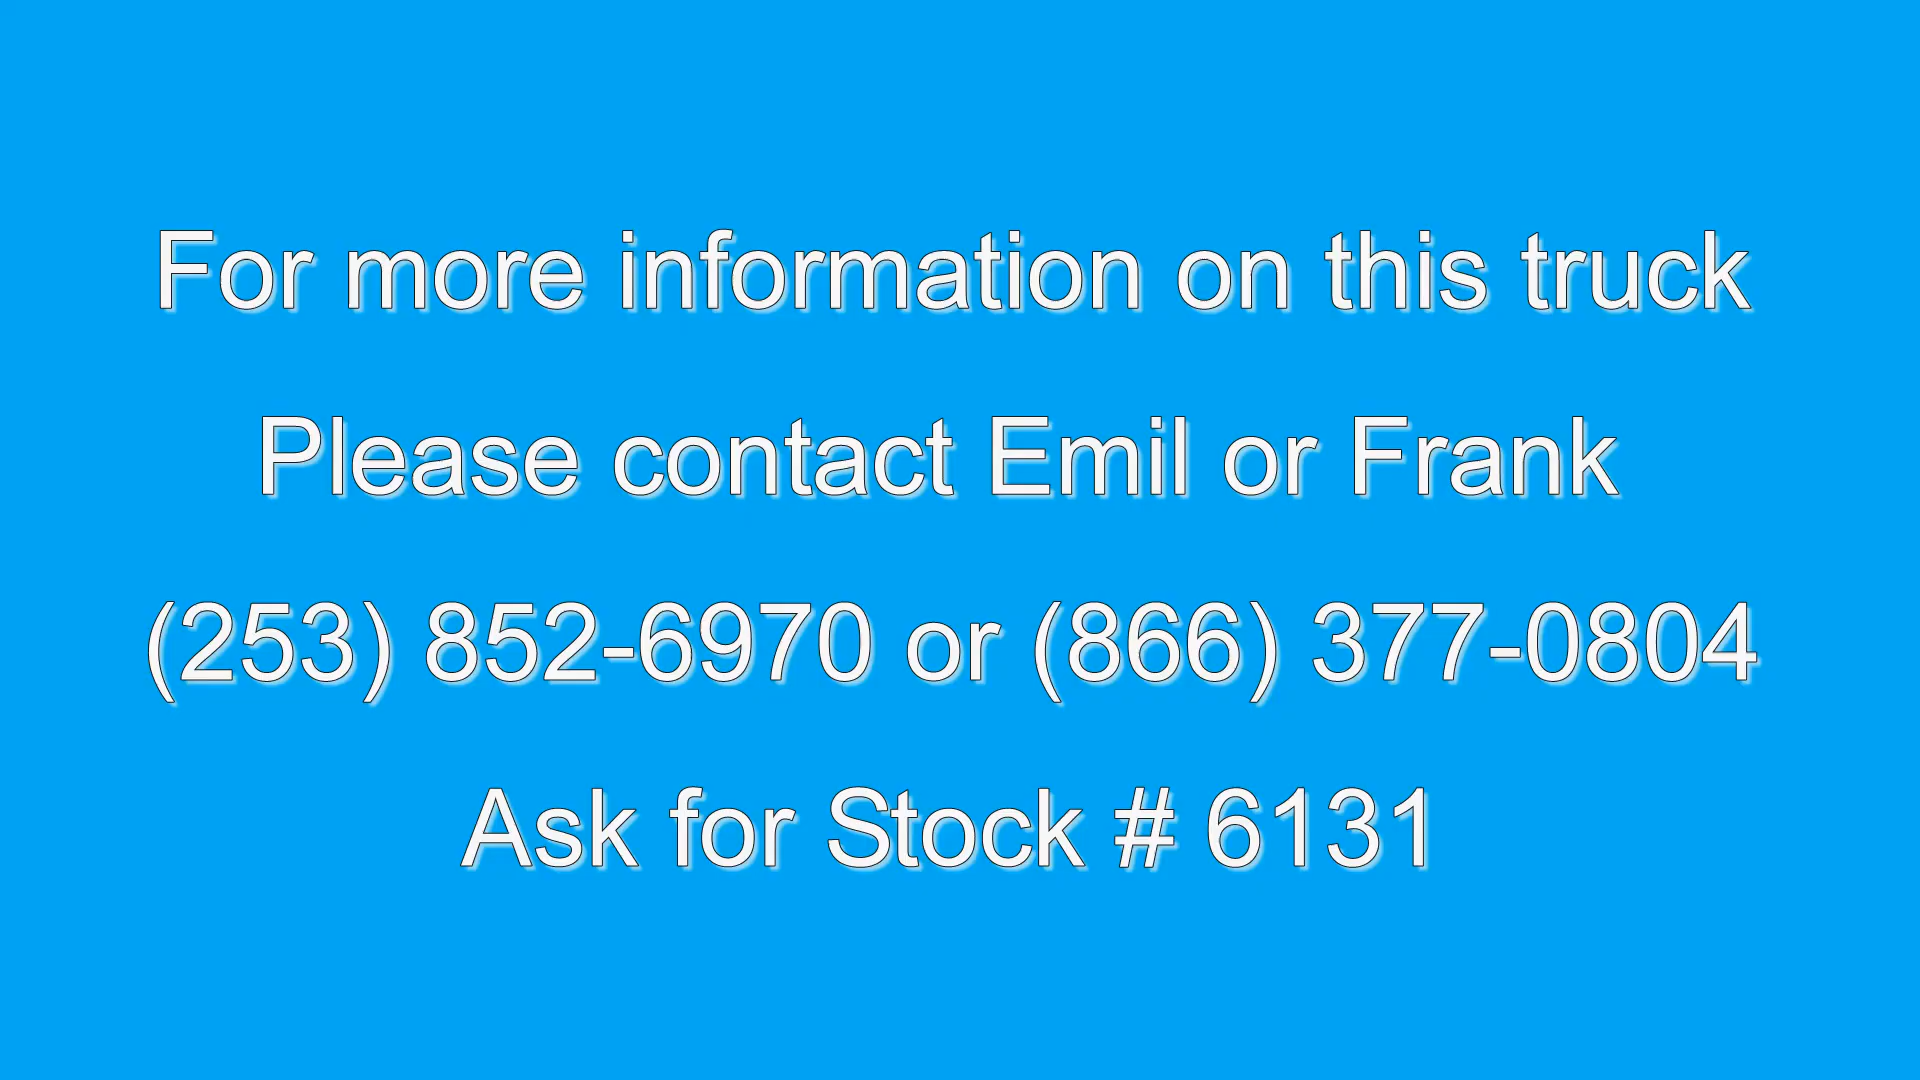 For more information on this truck
Please contact Emil or Frank
(253) 852-6970 or (866) 377-0804
Ask for Stock # 6131